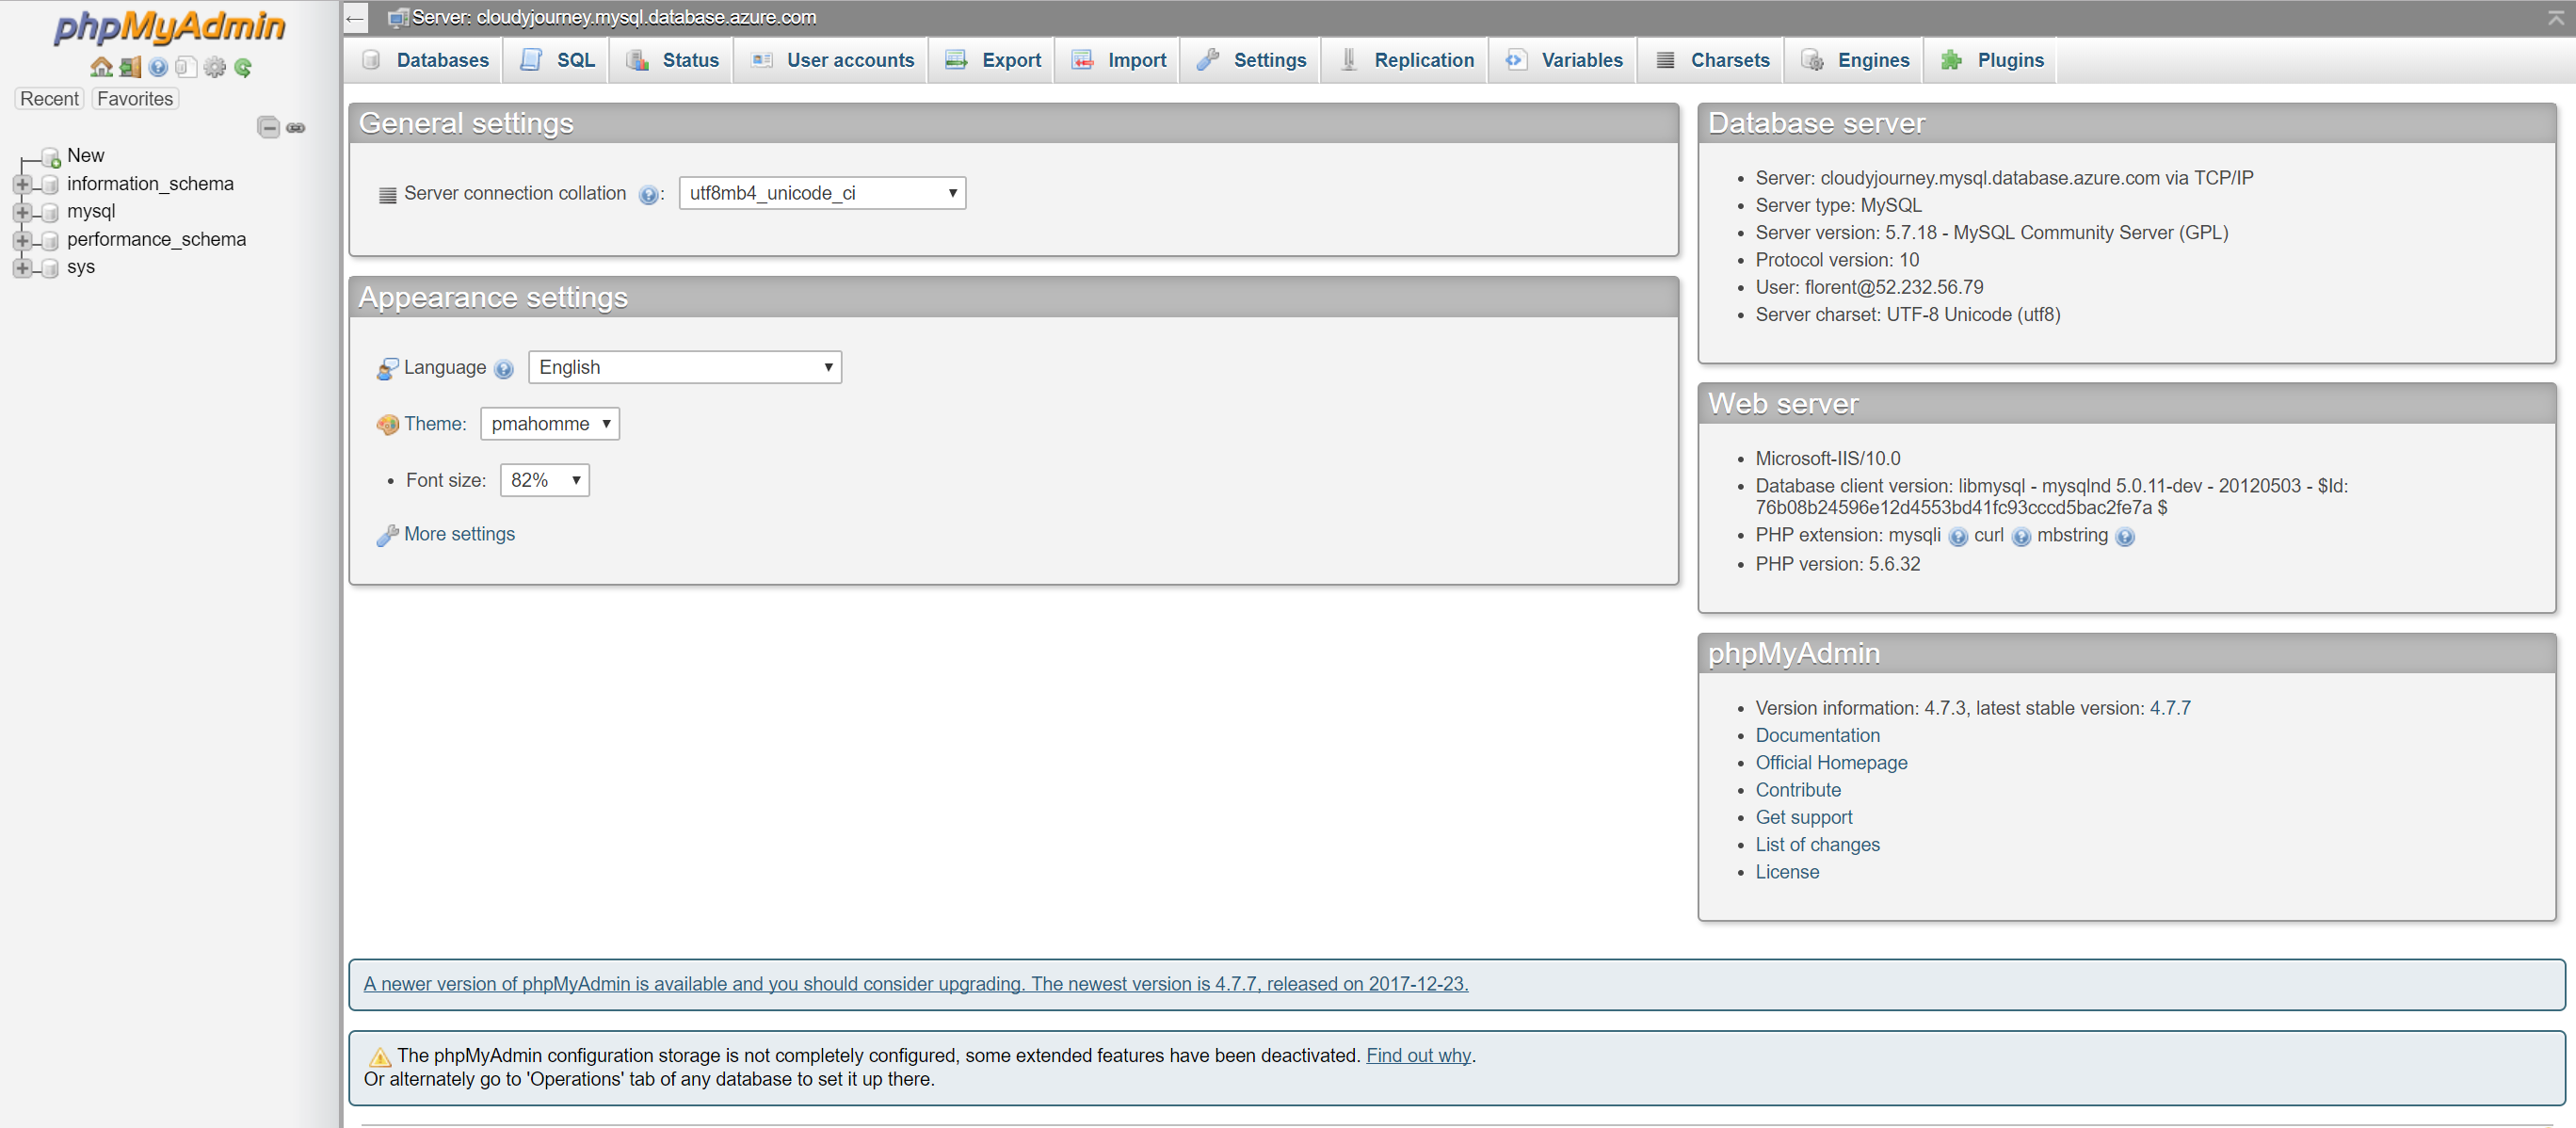 phpMyAdmin
Recent Favorites
New
information_schema
mysql
performance_schema
sys
Server: cloudyjourney.mysql.database.azure.com
Databases SQL Status User accounts Export Import Settings Replication Variables Charsets Engines Plugins
General settings
Server connection collation : utf8mb4_unicode_ci
Appearance settings
Language English
Theme: pmahomme
Font size: 82%
More settings
Database server
Server: cloudyjourney.mysql.database.azure.com via TCP/IP
Server type: MySQL
Server version: 5.7.18 - MySQL Community Server (GPL)
Protocol version: 10
User: florent@52.232.56.79
Server charset: UTF-8 Unicode (utf8)
Web server
Microsoft-IIS/10.0
Database client version: libmysql - mysqlnd 5.0.11-dev - 20120503 - $Id:
76b08b24596e12d4553bd41fc93cccd5bac2fe7a $
PHP extension: mysqli curl mbstring
PHP version: 5.6.32
phpMyAdmin
Version information: 4.7.3, latest stable version: 4.7.7
Documentation
Official Homepage
Contribute
Get support
List of changes
License
A newer version of phpMyAdmin is available and you should consider upgrading. The newest version is 4.7.7, released on 2017-12-23.
The phpMyAdmin configuration storage is not completely configured, some extended features have been deactivated. Find out why.
Or alternately go to 'Operations' tab of any database to set it up there.